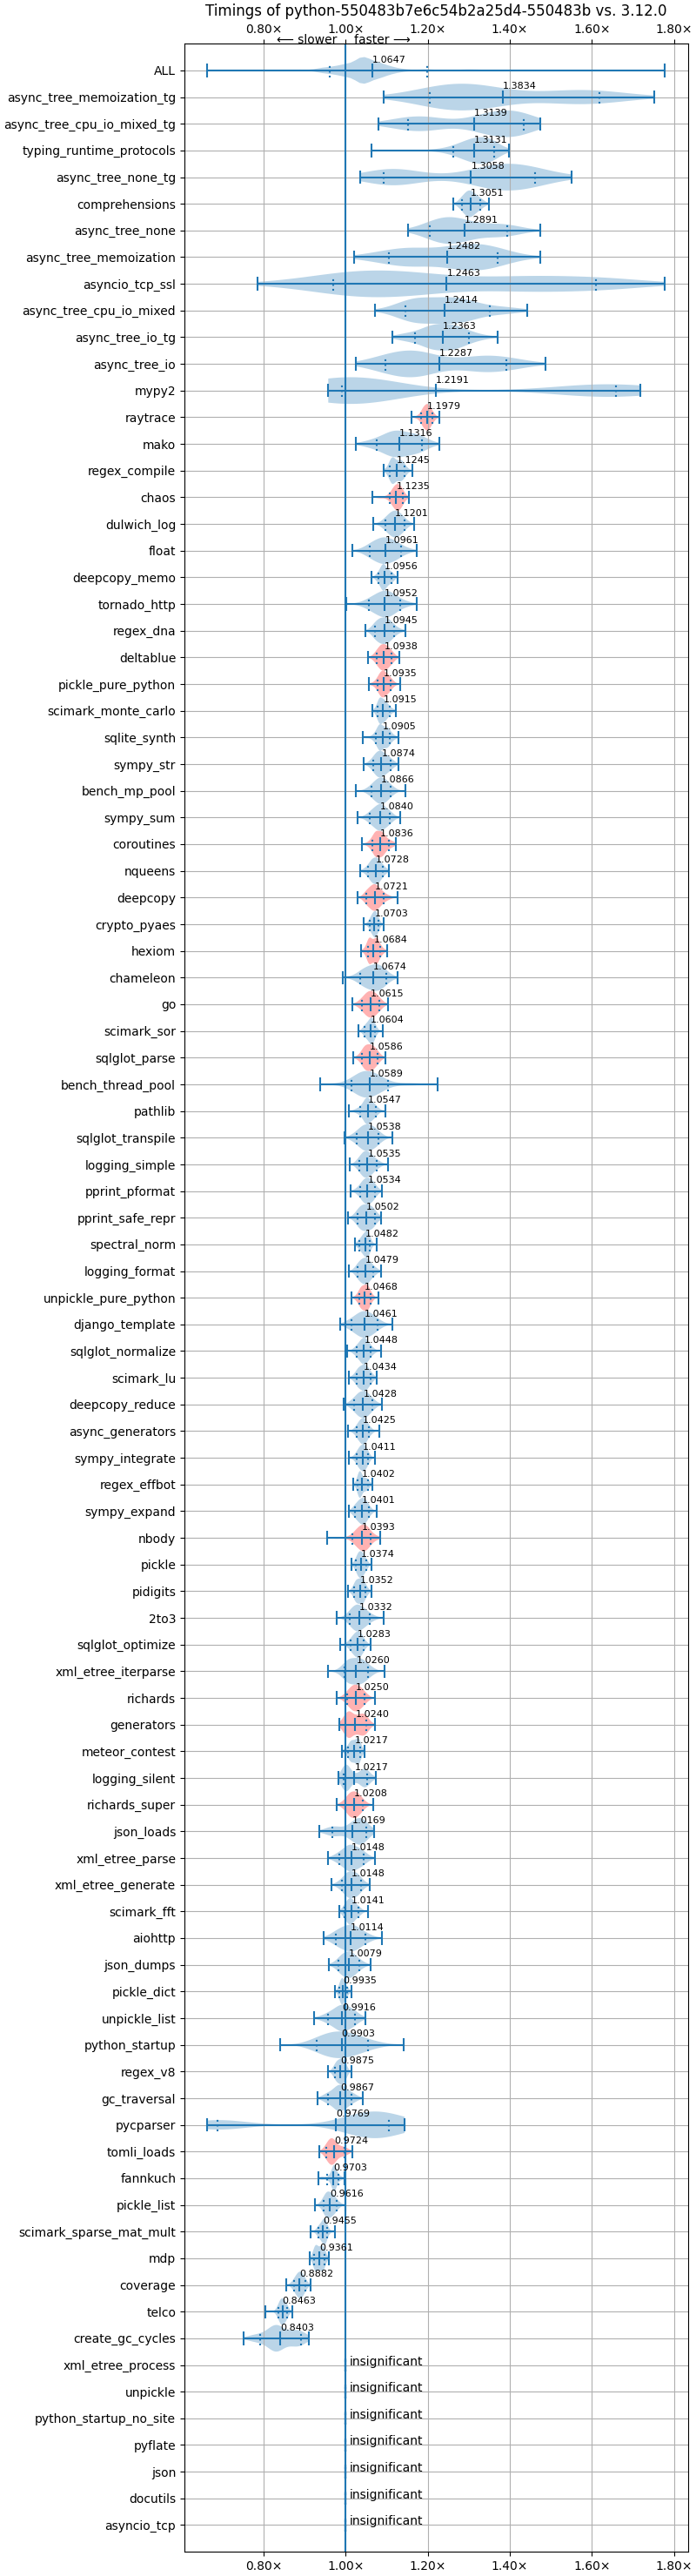 Timings of python-550483b7e6c54b2a25d4-550483b vs. 3.12.0
0.80× 1.00× 1.20× 1.40× 1.60× 1.80×
⟵ slower faster ⟶
ALL 1.0647
async_tree_memoization_tg 1.3834
async_tree_cpu_io_mixed_tg 1.3139
typing_runtime_protocols 1.3131
async_tree_none_tg 1.3058
comprehensions 1.3051
async_tree_none 1.2891
async_tree_memoization 1.2482
asyncio_tcp_ssl 1.2463
async_tree_cpu_io_mixed 1.2414
async_tree_io_tg 1.2363
async_tree_io 1.2287
mypy2 1.2191
raytrace 1.1979
mako 1.1316
regex_compile 1.1245
chaos 1.1235
dulwich_log 1.1201
float 1.0961
deepcopy_memo 1.0956
tornado_http 1.0952
regex_dna 1.0945
deltablue 1.0938
pickle_pure_python 1.0935
scimark_monte_carlo 1.0915
sqlite_synth 1.0905
sympy_str 1.0874
bench_mp_pool 1.0866
sympy_sum 1.0840
coroutines 1.0836
nqueens 1.0728
deepcopy 1.0721
crypto_pyaes 1.0703
hexiom 1.0684
chameleon 1.0674
go 1.0615
scimark_sor 1.0604
sqlglot_parse 1.0586
bench_thread_pool 1.0589
pathlib 1.0547
sqlglot_transpile 1.0538
logging_simple 1.0535
pprint_pformat 1.0534
pprint_safe_repr 1.0502
spectral_norm 1.0482
logging_format 1.0479
unpickle_pure_python 1.0468
django_template 1.0461
sqlglot_normalize 1.0448
scimark_lu 1.0434
deepcopy_reduce 1.0428
async_generators 1.0425
sympy_integrate 1.0411
regex_effbot 1.0402
sympy_expand 1.0401
nbody 1.0393
pickle 1.0374
pidigits 1.0352
2to3 1.0332
sqlglot_optimize 1.0283
xml_etree_iterparse 1.0260
richards 1.0250
generators 1.0240
meteor_contest 1.0217
logging_silent 1.0217
richards_super 1.0208
json_loads 1.0169
xml_etree_parse 1.0148
xml_etree_generate 1.0148
scimark_fft 1.0141
aiohttp 1.0114
json_dumps 1.0079
pickle_dict 0.9935
unpickle_list 0.9916
python_startup 0.9903
regex_v8 0.9875
gc_traversal 0.9867
pycparser 0.9769
tomli_loads 0.9724
fannkuch 0.9703
pickle_list 0.9616
scimark_sparse_mat_mult 0.9455
mdp 0.9361
coverage 0.8882
telco 0.8463
create_gc_cycles 0.8403
xml_etree_process insignificant
unpickle insignificant
python_startup_no_site insignificant
pyflate insignificant
json insignificant
docutils insignificant
asyncio_tcp insignificant
0.80× 1.00× 1.20× 1.40× 1.60× 1.80×